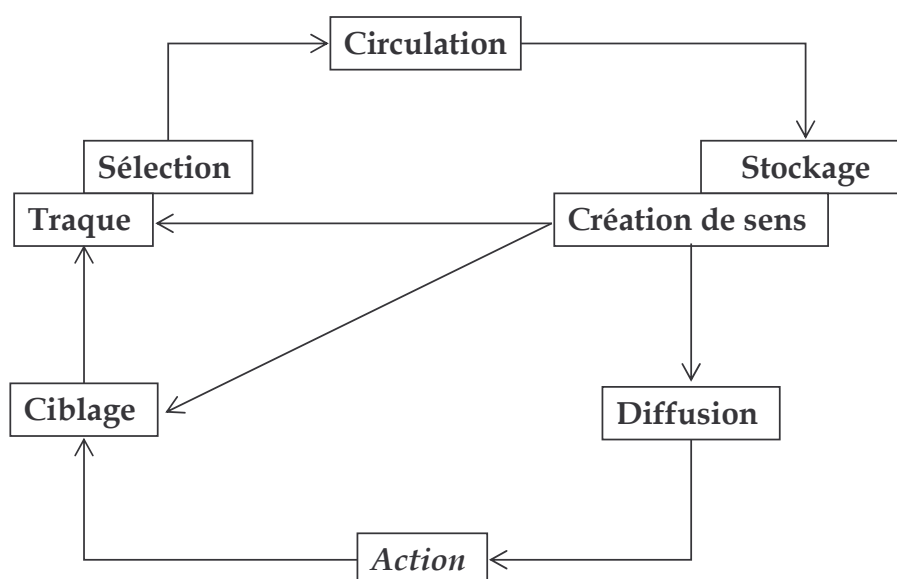 Circulation
Sélection
Stockage
Traque
Création de sens
Ciblage
Diffusion
Action